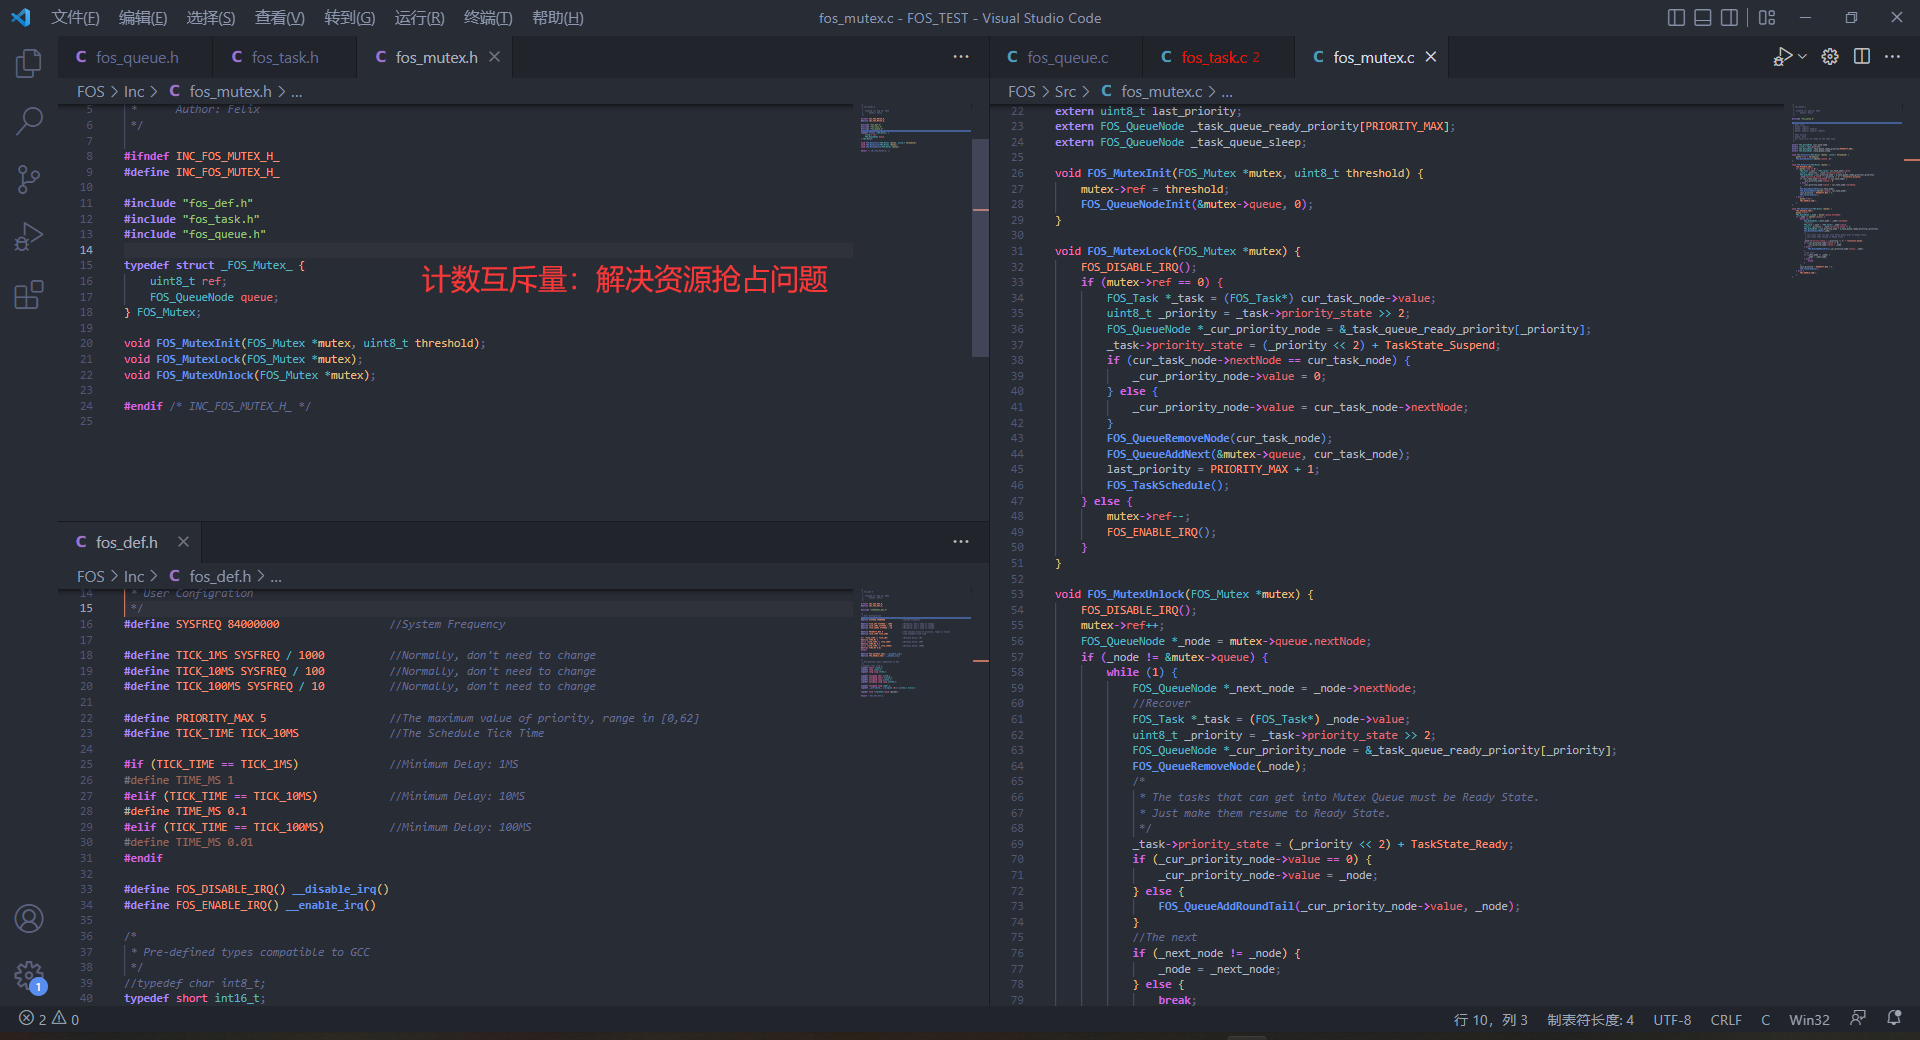 文件(F) 编辑(E) 选择(S) 查看(V) 转到(G) 运行(R) 终端(T) 帮助(H)
fos_mutex.c - FOS_TEST - Visual Studio Code
C fos_queue.h C fos_task.h C fos_mutex.h
FOS > Inc > C fos_mutex.h > ...
5 * Author: Felix
6 */
7
8 #ifndef INC_FOS_MUTEX_H_
9 #define INC_FOS_MUTEX_H_
10
11 #include "fos_def.h"
12 #include "fos_task.h"
13 #include "fos_queue.h"
14
15 typedef struct _FOS_Mutex_ {
16 uint8_t ref;
17 FOS_QueueNode queue;
18 } FOS_Mutex;
19
20 void FOS_MutexInit(FOS_Mutex *mutex, uint8_t threshold);
21 void FOS_MutexLock(FOS_Mutex *mutex);
22 void FOS_MutexUnlock(FOS_Mutex *mutex);
23
24 #endif /* INC_FOS_MUTEX_H_ */
25
计数互斥量：解决资源抢占问题
C fos_def.h
FOS > Inc > C fos_def.h > ...
14 * User Configration
15 */
16 #define SYSFREQ 84000000 //System Frequency
17
18 #define TICK_1MS SYSFREQ / 1000 //Normally, don't need to change
19 #define TICK_10MS SYSFREQ / 100 //Normally, don't need to change
20 #define TICK_100MS SYSFREQ / 10 //Normally, don't need to change
21
22 #define PRIORITY_MAX 5 //The maximum value of priority, range in [0,62]
23 #define TICK_TIME TICK_10MS //The Schedule Tick Time
24
25 #if (TICK_TIME == TICK_1MS) //Minimum Delay: 1MS
26 #define TIME_MS 1
27 #elif (TICK_TIME == TICK_10MS) //Minimum Delay: 10MS
28 #define TIME_MS 0.1
29 #elif (TICK_TIME == TICK_100MS) //Minimum Delay: 100MS
30 #define TIME_MS 0.01
31 #endif
32
33 #define FOS_DISABLE_IRQ() __disable_irq()
34 #define FOS_ENABLE_IRQ() __enable_irq()
35
36 /*
37 * Pre-defined types compatible to GCC
38 */
39 //typedef char int8_t;
40 typedef short int16_t;
C fos_queue.c C fos_task.c 2 C fos_mutex.c
FOS > Src > C fos_mutex.c > ...
22 extern uint8_t last_priority;
23 extern FOS_QueueNode _task_queue_ready_priority[PRIORITY_MAX];
24 extern FOS_QueueNode _task_queue_sleep;
25
26 void FOS_MutexInit(FOS_Mutex *mutex, uint8_t threshold) {
27 mutex->ref = threshold;
28 FOS_QueueNodeInit(&mutex->queue, 0);
29 }
30
31 void FOS_MutexLock(FOS_Mutex *mutex) {
32 FOS_DISABLE_IRQ();
33 if (mutex->ref == 0) {
34 FOS_Task *_task = (FOS_Task*) cur_task_node->value;
35 uint8_t _priority = _task->priority_state >> 2;
36 FOS_QueueNode *_cur_priority_node = &_task_queue_ready_priority[_priority];
37 _task->priority_state = (_priority << 2) + TaskState_Suspend;
38 if (cur_task_node->nextNode == cur_task_node) {
39 _cur_priority_node->value = 0;
40 } else {
41 _cur_priority_node->value = cur_task_node->nextNode;
42 }
43 FOS_QueueRemoveNode(cur_task_node);
44 FOS_QueueAddNext(&mutex->queue, cur_task_node);
45 last_priority = PRIORITY_MAX + 1;
46 FOS_TaskSchedule();
47 } else {
48 mutex->ref--;
49 FOS_ENABLE_IRQ();
50 }
51 }
52
53 void FOS_MutexUnlock(FOS_Mutex *mutex) {
54 FOS_DISABLE_IRQ();
55 mutex->ref++;
56 FOS_QueueNode *_node = mutex->queue.nextNode;
57 if (_node != &mutex->queue) {
58 while (1) {
59 FOS_QueueNode *_next_node = _node->nextNode;
60 //Recover
61 FOS_Task *_task = (FOS_Task*) _node->value;
62 uint8_t _priority = _task->priority_state >> 2;
63 FOS_QueueNode *_cur_priority_node = &_task_queue_ready_priority[_priority];
64 FOS_QueueRemoveNode(_node);
65 /*
66 * The tasks that can get into Mutex Queue must be Ready State.
67 * Just make them resume to Ready State.
68 */
69 _task->priority_state = (_priority << 2) + TaskState_Ready;
70 if (_cur_priority_node->value == 0) {
71 _cur_priority_node->value = _node;
72 } else {
73 FOS_QueueAddRoundTail(_cur_priority_node->value, _node);
74 }
75 //The next
76 if (_next_node != _node) {
77 _node = _next_node;
78 } else {
79 break;
1
2 0
行 10，列 3 制表符长度: 4 UTF-8 CRLF C Win32